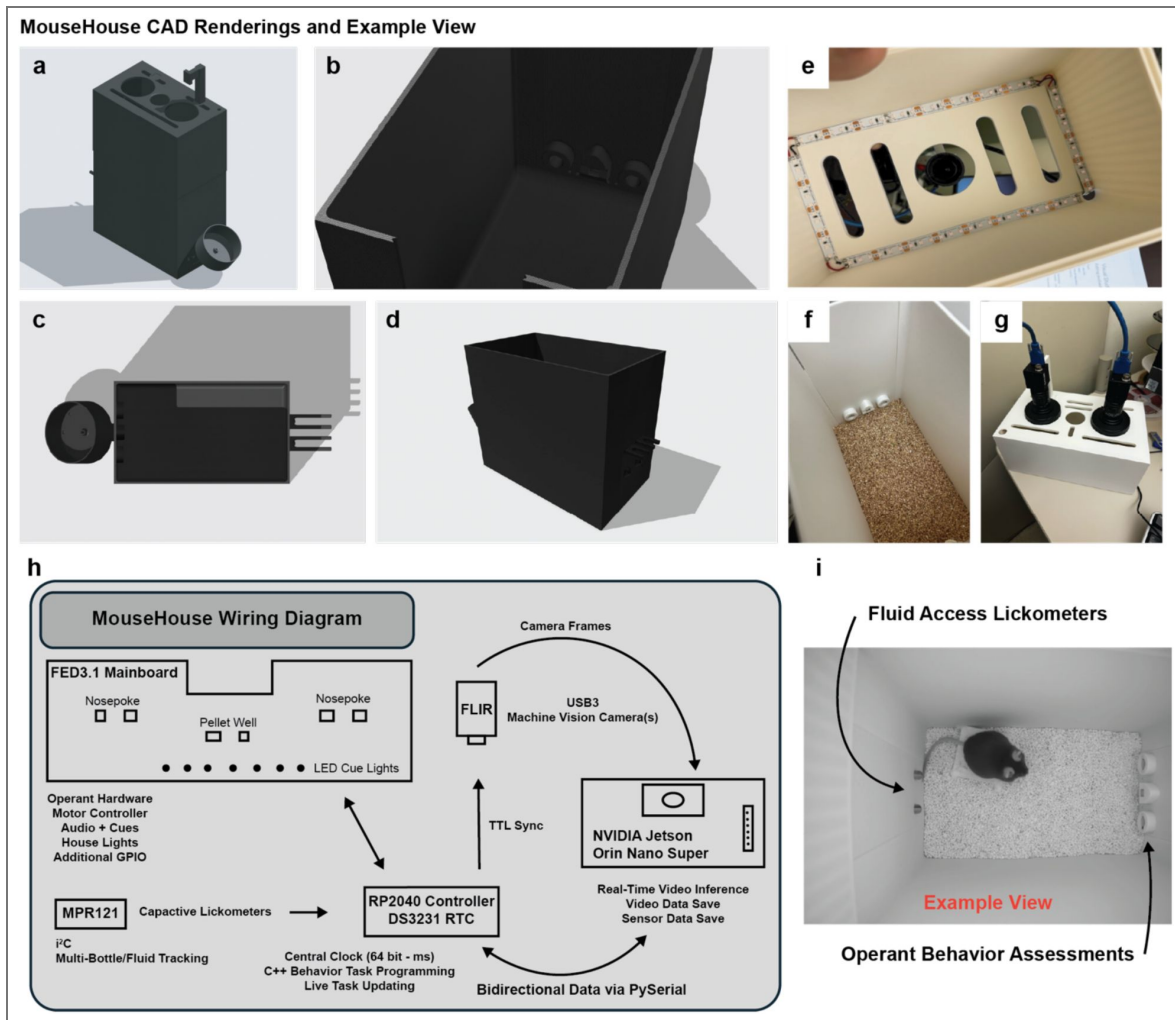 MouseHouse CAD Renderings and Example View
a
b
e
c
d
f
g
h
i
MouseHouse Wiring Diagram
FED3.1 Mainboard
Nosepoke
Nosepoke
Pellet Well
LED Cue Lights
Operant Hardware
Motor Controller
Audio + Cues
House Lights
Additional GPIO
MPR121
Capactive Lickometers
i²C
Multi-Bottle/Fluid Tracking
RP2040 Controller
DS3231 RTC
Central Clock (64 bit - ms)
C++ Behavior Task Programming
Live Task Updating
TTL Sync
FLIR
Camera Frames
USB3
Machine Vision Camera(s)
NVIDIA Jetson
Orin Nano Super
Real-Time Video Inference
Video Data Save
Sensor Data Save
Bidirectional Data via PySerial
Fluid Access Lickometers
Example View
Operant Behavior Assessments